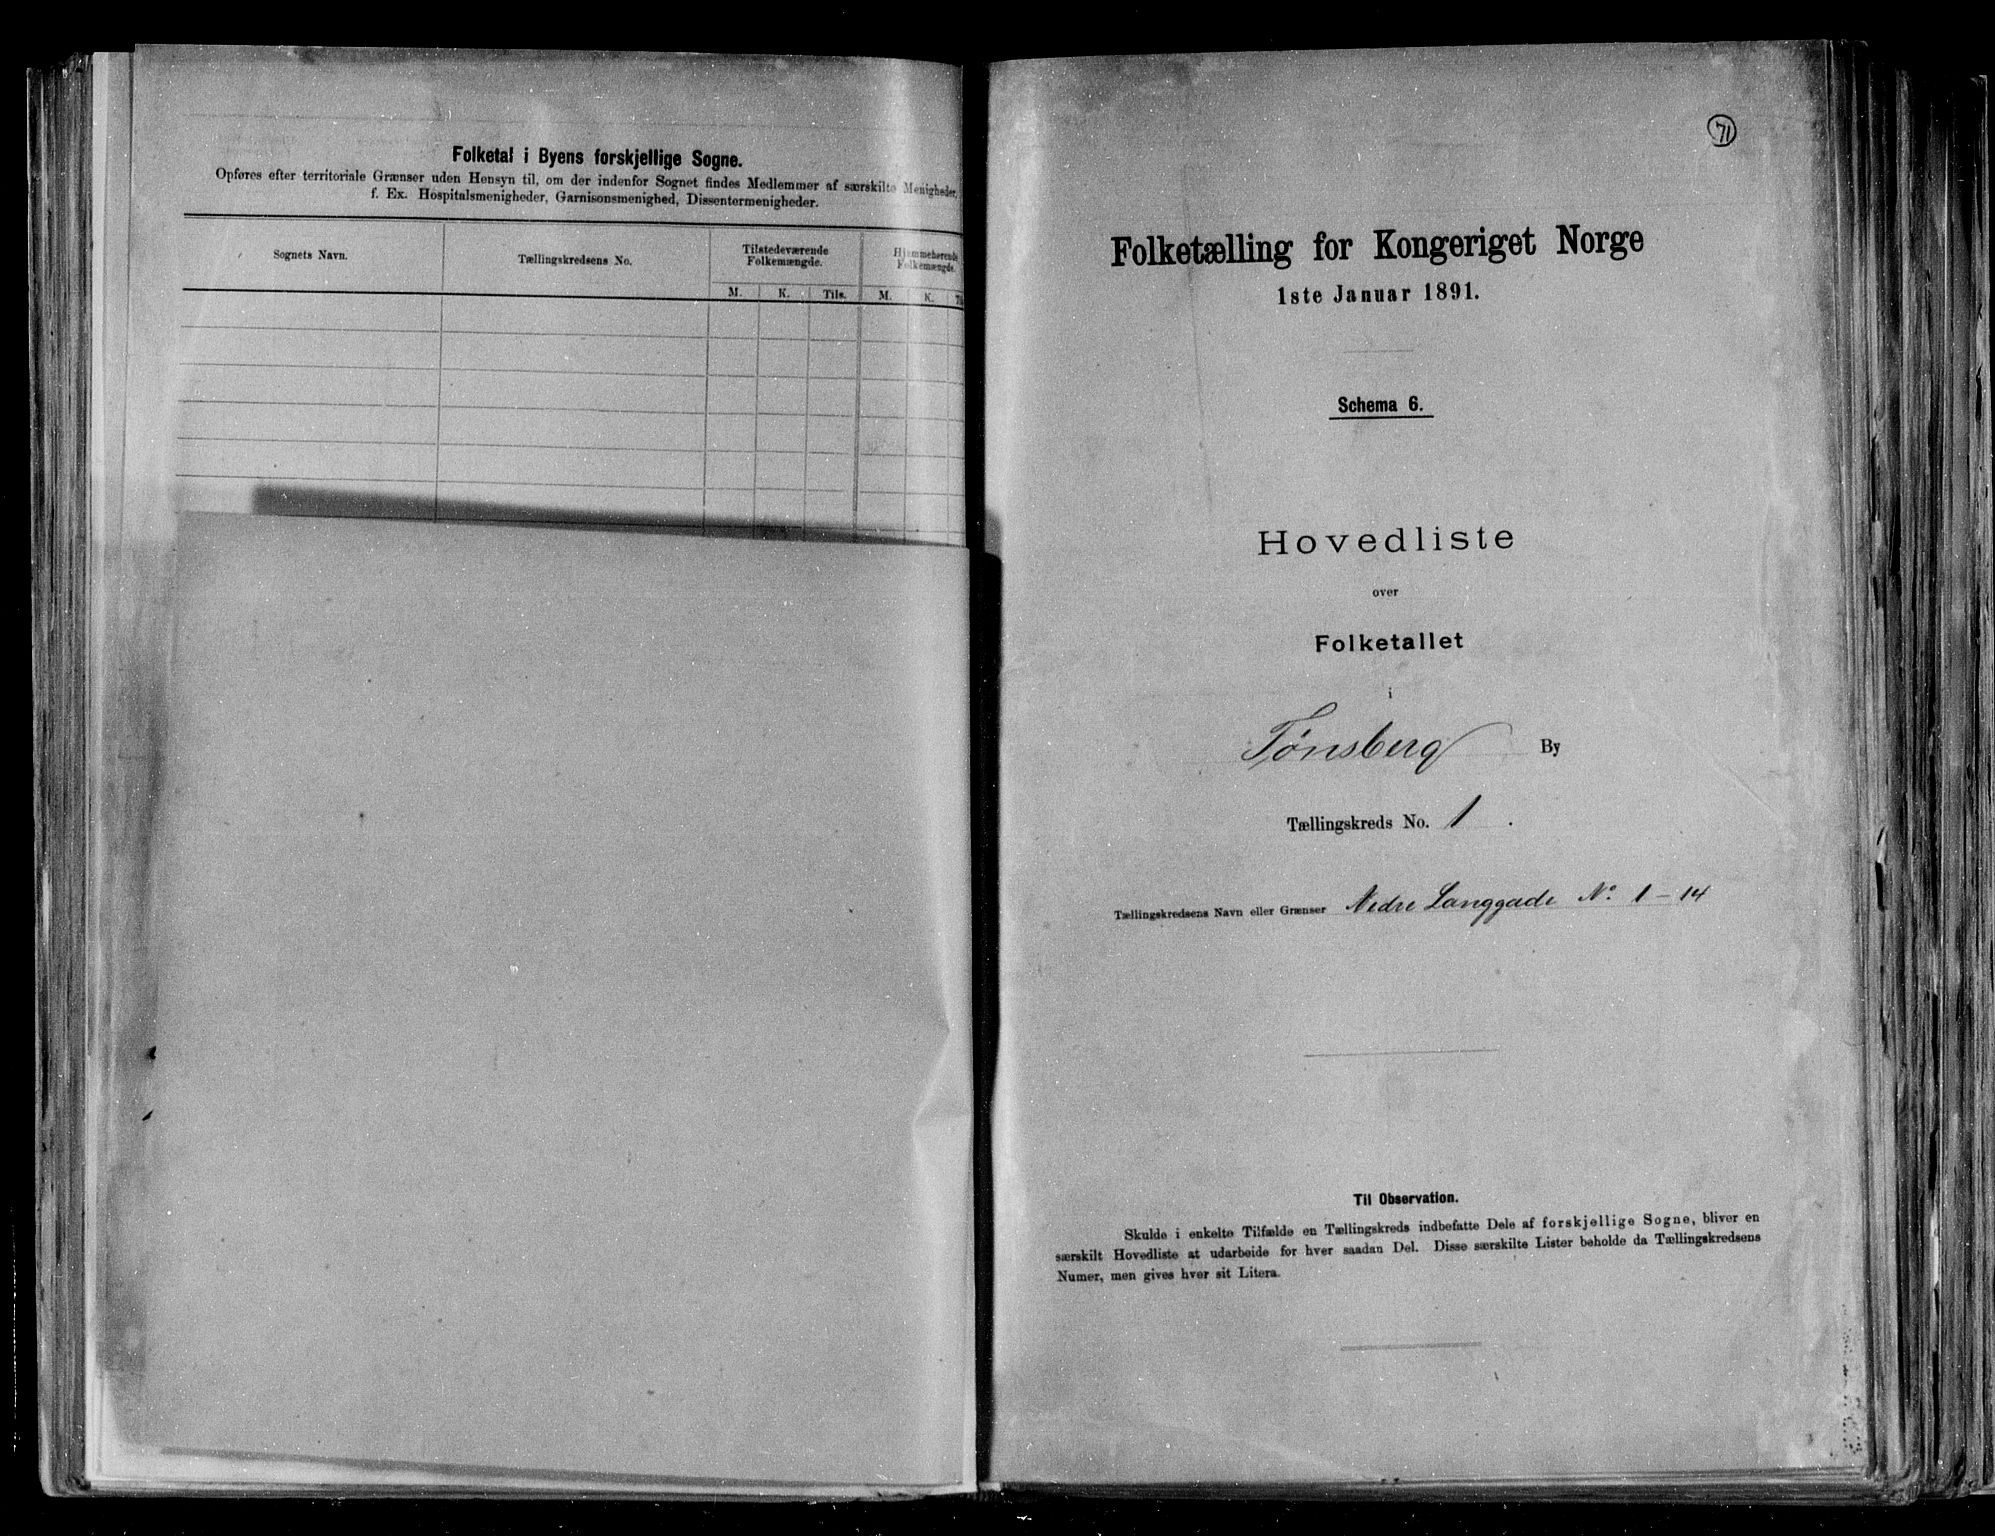 Folketal i Byens forskjellige Sogne.
Opføres efter territoriale Grænser uden Hensyn til, om der indenfor Sognet findes Medlemmer af særskilte Menigheder,
f. Ex. Hospitalsmenigheder, Garnisonsmenighed, Dissentermenigheder.
Sognets Navn. Tællingskredsens No. Tilstedeværende Hjemmehørende
Folkemængde. Folkemængde.
M. K. Tils. M. K.
71
Folketælling for Kongeriget Norge
1ste Januar 1891.
Schema 6.
Hovedliste
over
Folketallet
i
Tønsberg By
Tællingskreds No. 1.
Tællingskredsens Navn eller Grænser Nedre Langgade No. 1-14
Til Observation.
Skulde i enkelte Tilfælde en Tællingskreds indbefatte Dele af forskjellige Sogne, bliver en
særskilt Hovedliste at udarbeide for hver saadan Del. Disse særskilte Lister beholde da Tællingskredsens
Numer, men gives hver sit Litera.